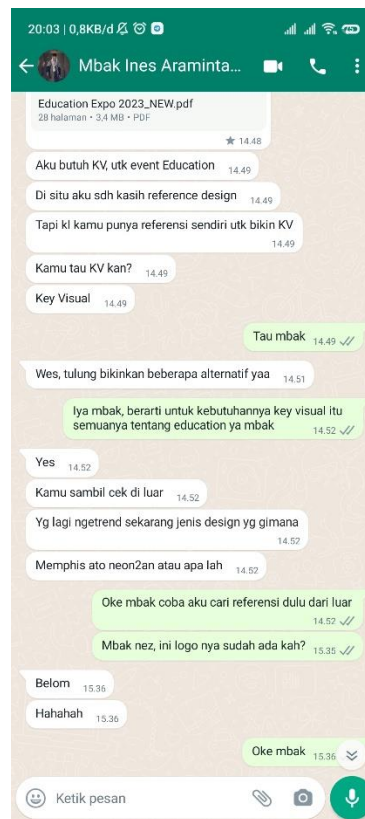 20:03 | 0,8KB/d
Mbak Ines Araminta...
Education Expo 2023_NEW.pdf
28 halaman • 3,4 MB • PDF
14.48
Aku butuh KV, utk event Education 14.49
Di situ aku sdh kasih reference design 14.49
Tapi kl kamu punya referensi sendiri utk bikin KV
14.49
Kamu tau KV kan? 14.49
Key Visual 14.49
Tau mbak 14.49
Wes, tulung bikinkan beberapa alternatif yaa 14.51
Iya mbak, berarti untuk kebutuhannya key visual itu
semuanya tentang education ya mbak 14.52
Yes 14.52
Kamu sambil cek di luar 14.52
Yg lagi ngetrend sekarang jenis design yg gimana
14.52
Memphis ato neon2an atau apa lah 14.52
Oke mbak coba aku cari referensi dulu dari luar
14.52
Mbak nez, ini logo nya sudah ada kah? 15.35
Belom 15.36
Hahahah 15.36
Oke mbak 15.36
Ketik pesan